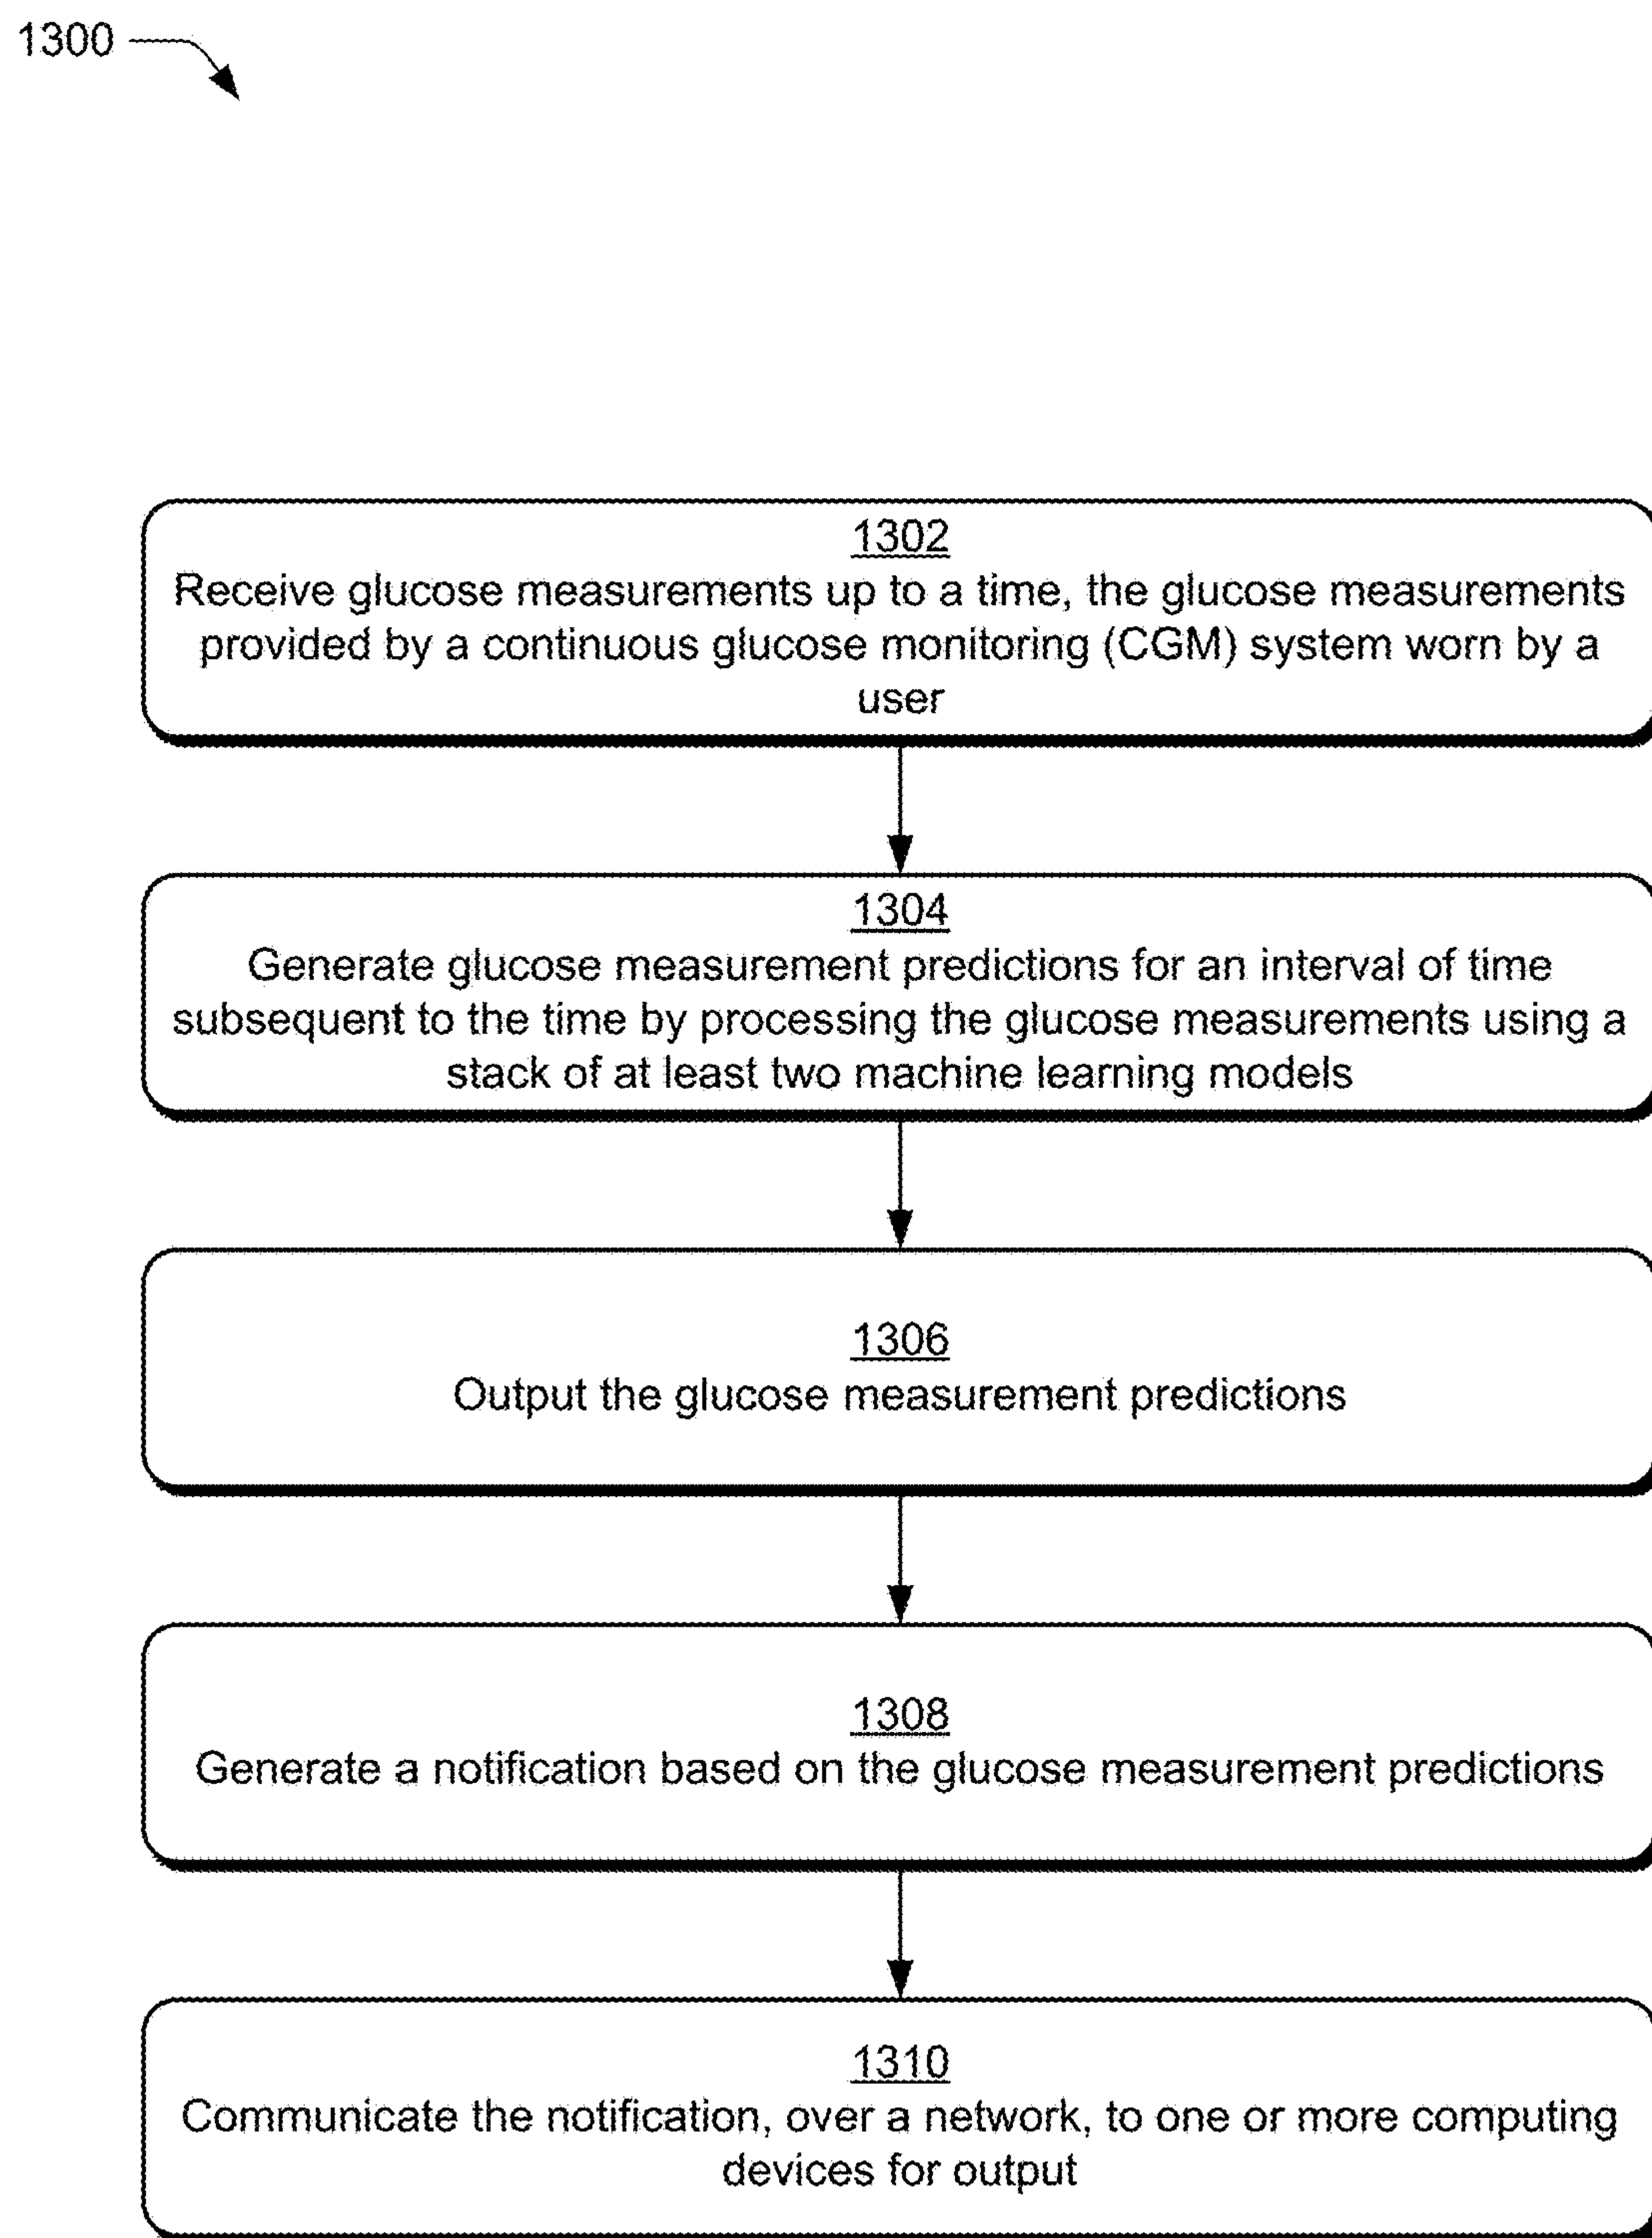 1300
1302
Receive glucose measurements up to a time, the glucose measurements
provided by a continuous glucose monitoring (CGM) system worn by a
user
1304
Generate glucose measurement predictions for an interval of time
subsequent to the time by processing the glucose measurements using a
stack of at least two machine learning models
1306
Output the glucose measurement predictions
1308
Generate a notification based on the glucose measurement predictions
1310
Communicate the notification, over a network, to one or more computing
devices for output